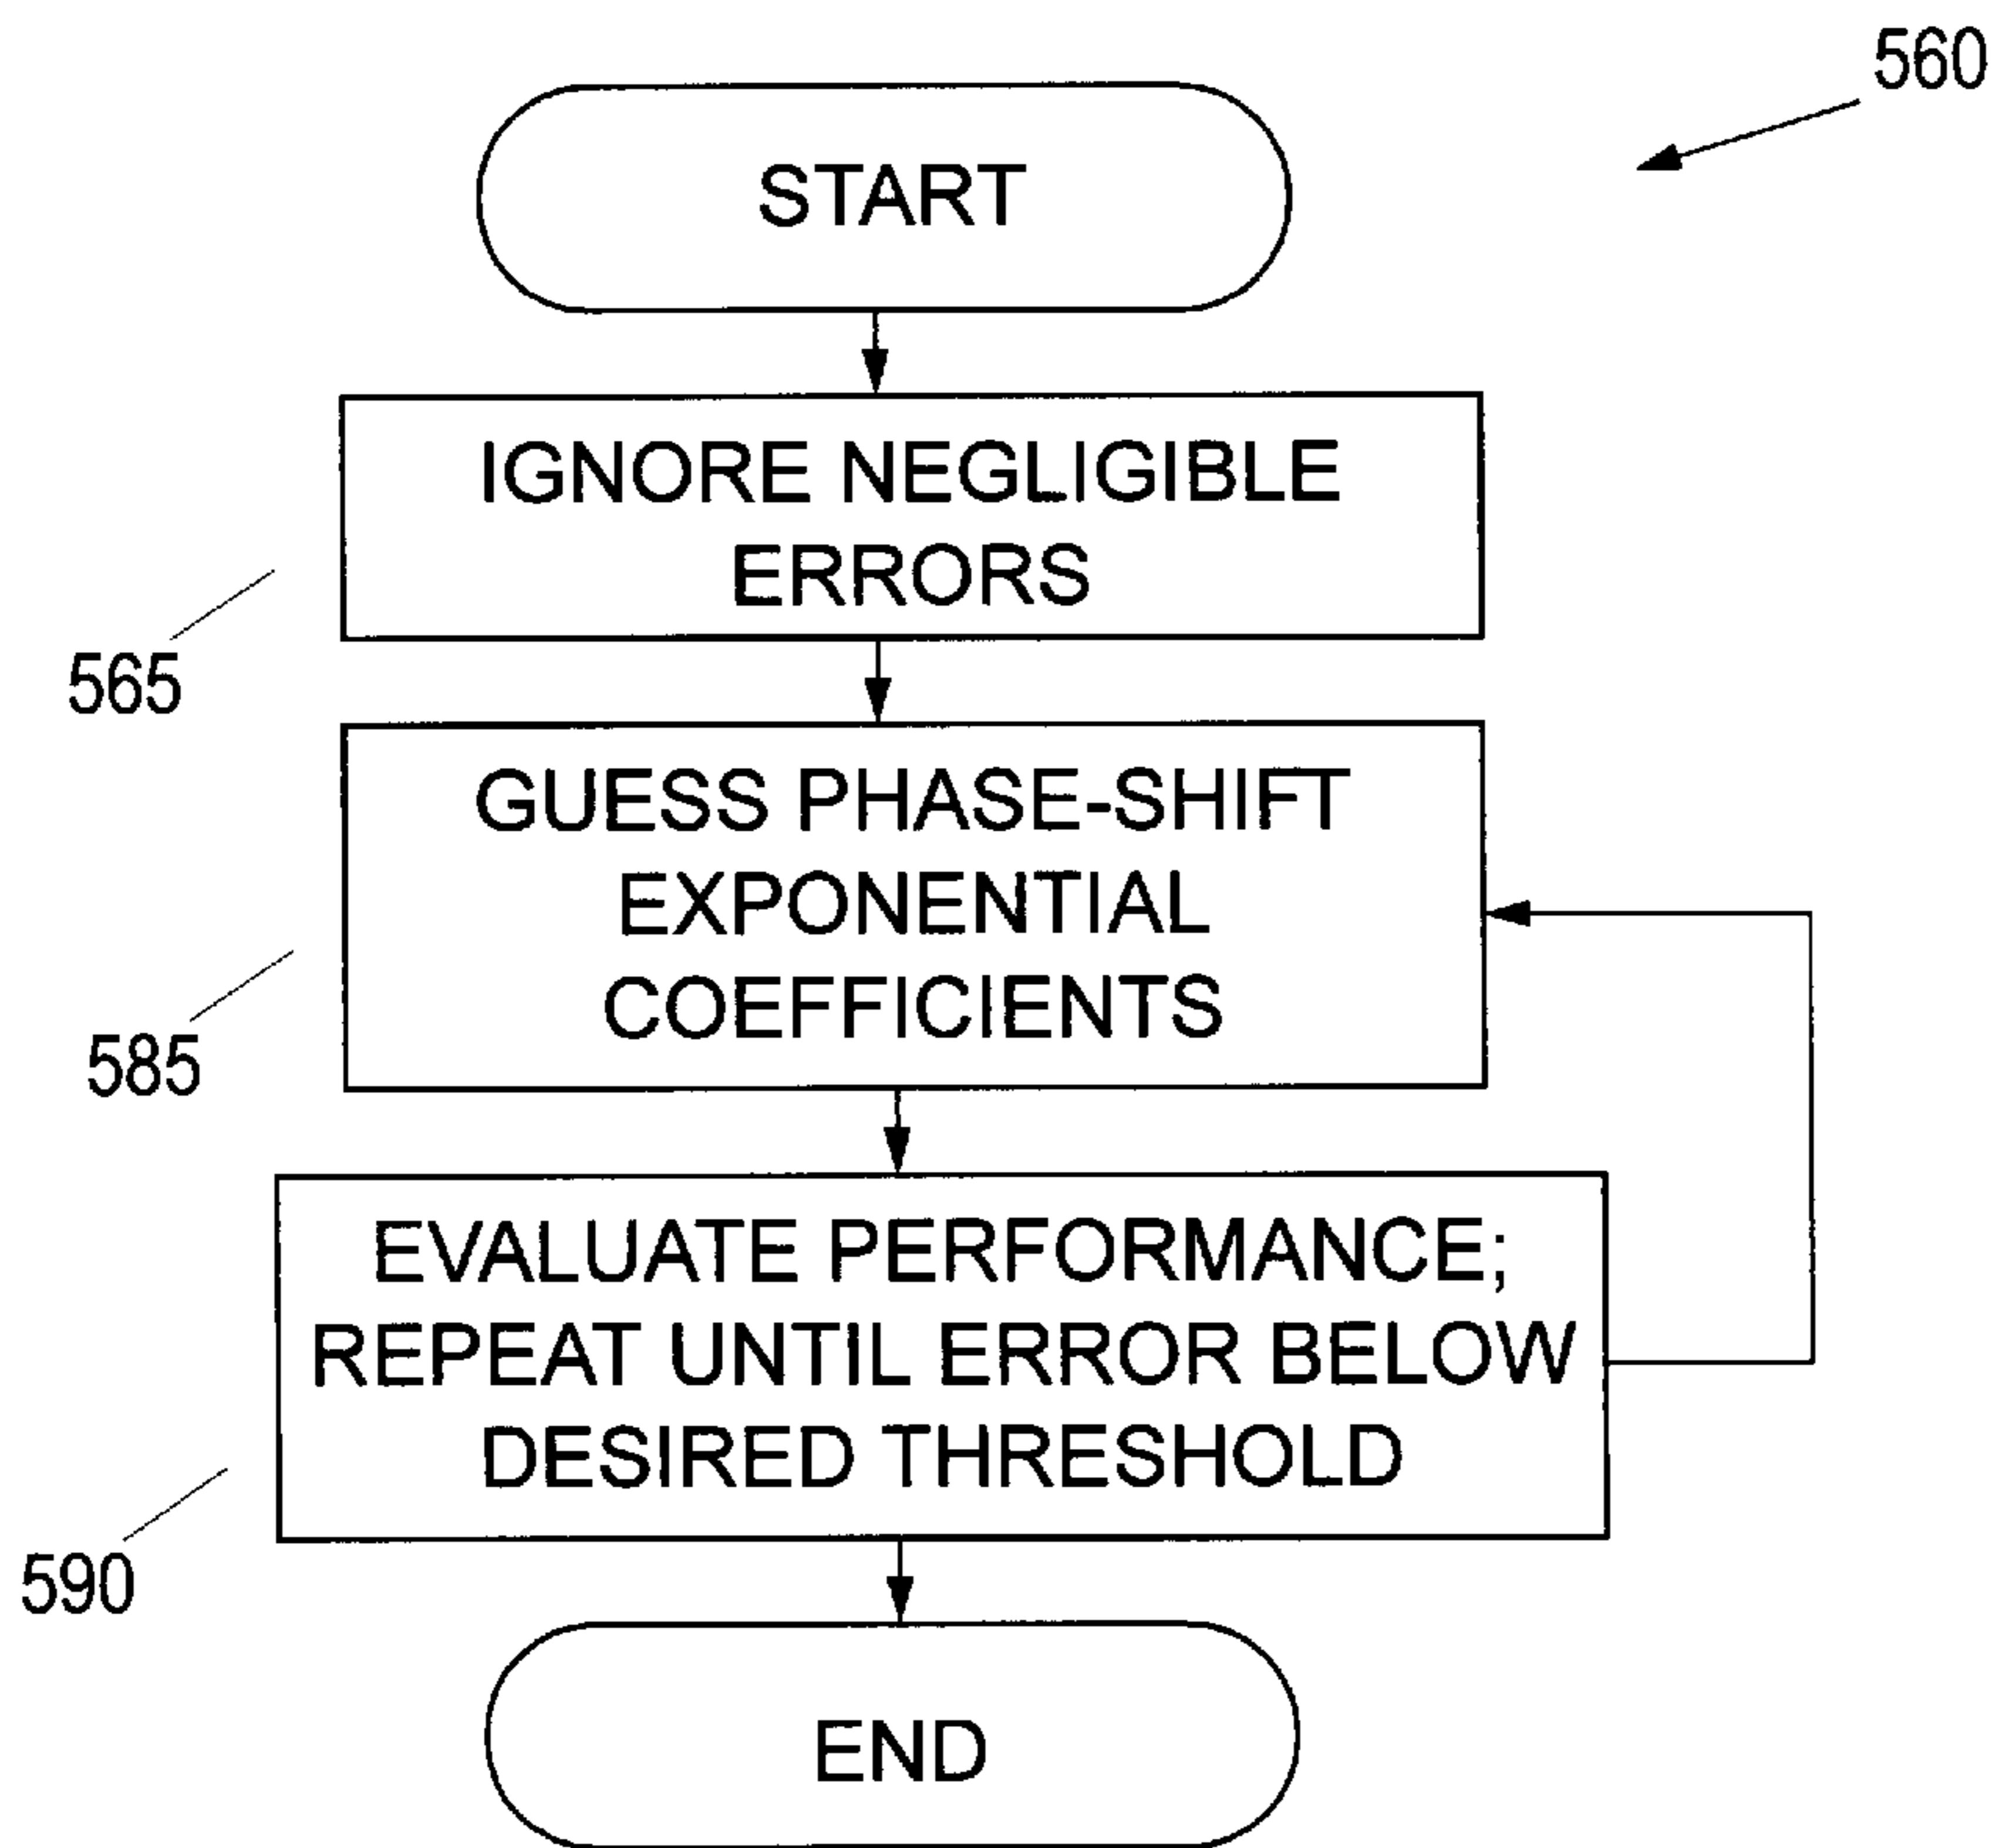 560
START
IGNORE NEGLIGIBLE
ERRORS
565
GUESS PHASE-SHIFT
EXPONENTIAL
COEFFICIENTS
585
EVALUATE PERFORMANCE;
REPEAT UNTIL ERROR BELOW
DESIRED THRESHOLD
590
END